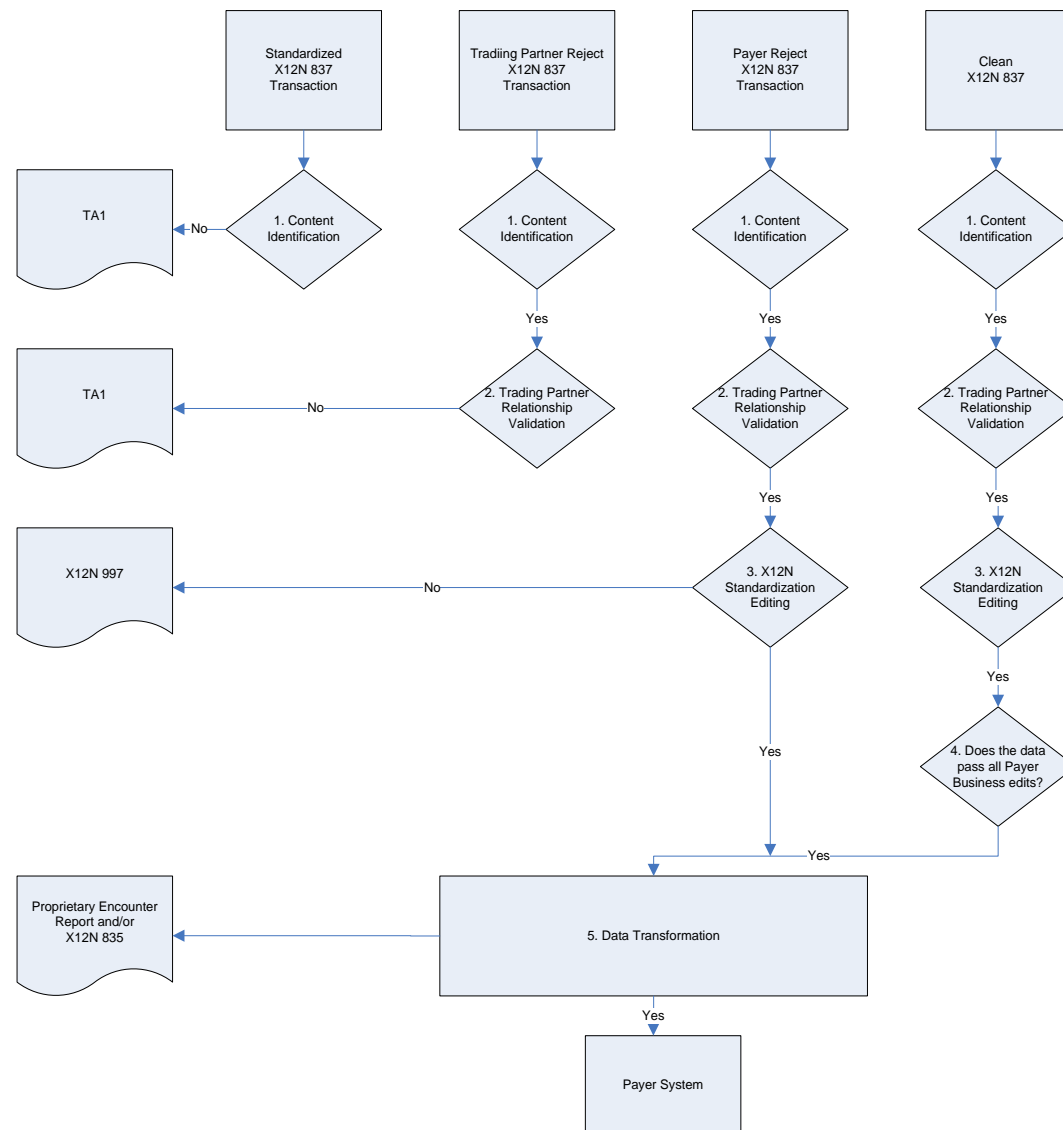 Standardized
X12N 837
Transaction
Tradiing Partner Reject
X12N 837
Transaction
Payer Reject
X12N 837
Transaction
Clean
X12N 837
TA1
No
1. Content
Identification
1. Content
Identification
1. Content
Identification
1. Content
Identification
Yes
Yes
Yes
TA1
No
2. Trading Partner
Relationship
Validation
2. Trading Partner
Relationship
Validation
2. Trading Partner
Relationship
Validation
Yes
Yes
X12N 997
No
3. X12N
Standardization
Editing
3. X12N
Standardization
Editing
Yes
Yes
4. Does the data
pass all Payer
Business edits?
Yes
Proprietary Encounter
Report and/or
X12N 835
5. Data Transformation
Yes
Payer System